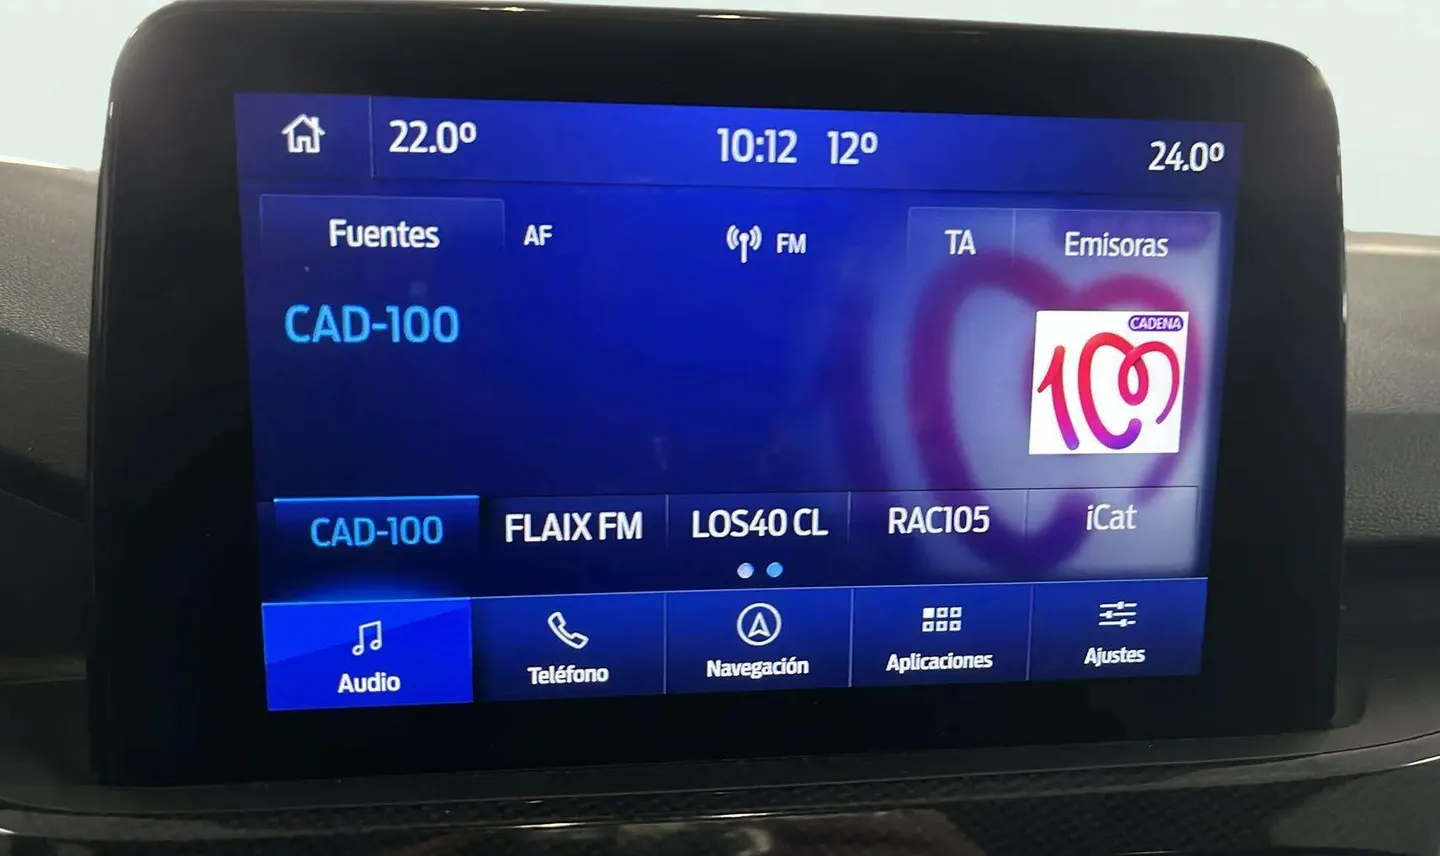 22.0º 10:12 12º 24.0º
Fuentes AF FM TA Emisoras
CAD-100
CADENA
100
CAD-100 FLAIX FM LOS40 CL RAC105 iCat
Audio Teléfono Navegación Aplicaciones Ajustes